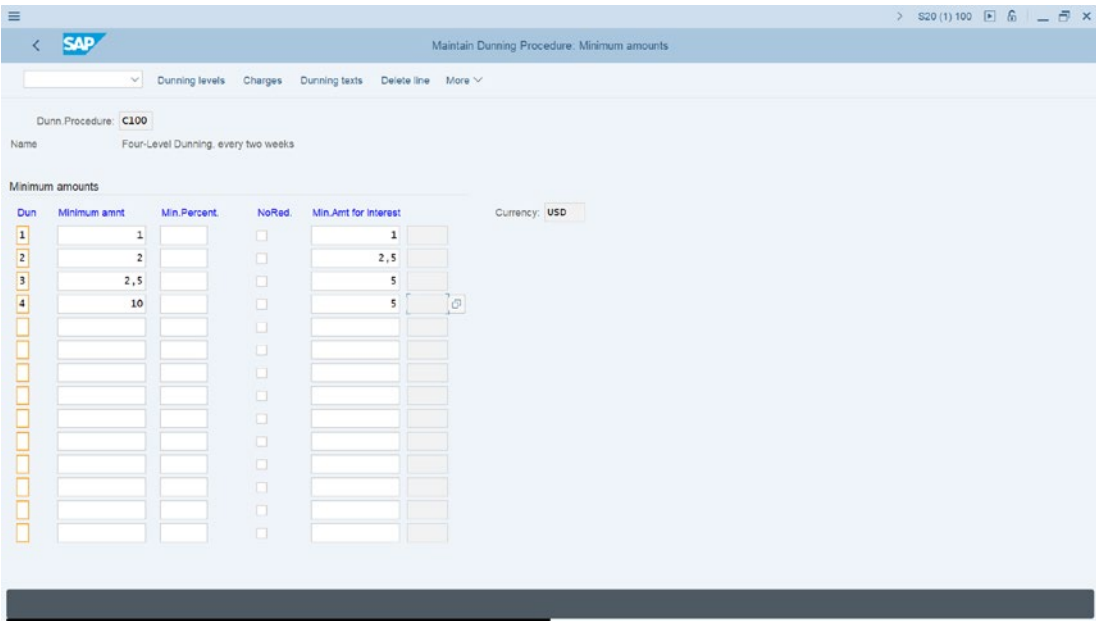 S20 (1) 100
SAP
Maintain Dunning Procedure: Minimum amounts
Dunning levels Charges Dunning texts Delete line More
Dunn.Procedure: C100
Name Four-Level Dunning, every two weeks
Minimum amounts
Dun Minimum amnt Min.Percent. NoRed. Min.Amt for Interest Currency: USD
1 1 1
2 2 2,5
3 2,5 5
4 10 5